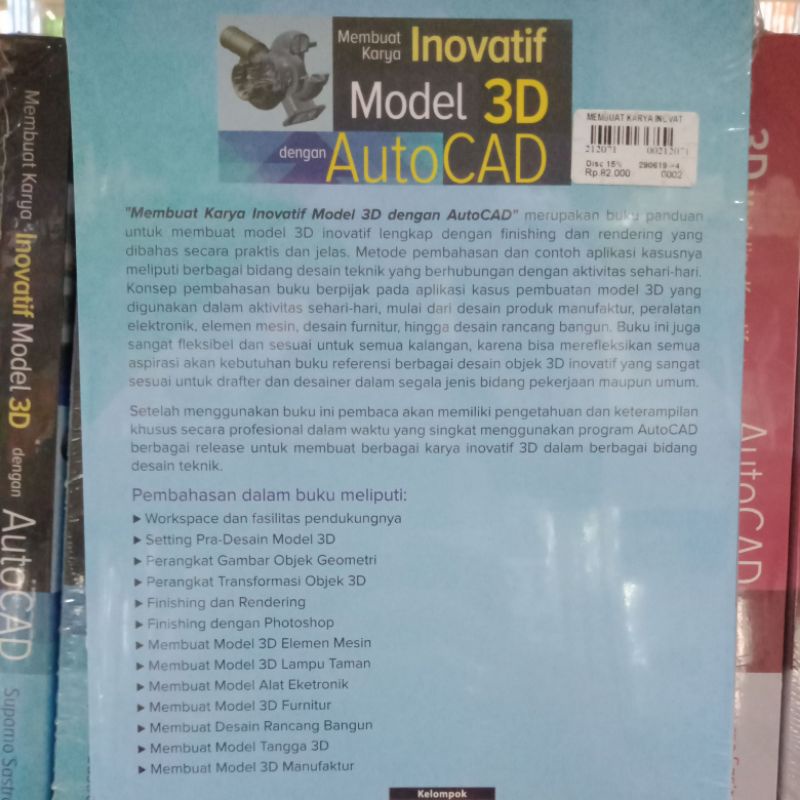 Membuat
Karya Inovatif
Model 3D
dengan AutoCAD
MEMBUAT KARYA INOVAT
212071 00212071
Disc 15% 290619 -4
Rp.82.000 0002
"Membuat Karya Inovatif Model 3D dengan AutoCAD" merupakan buku panduan
untuk membuat model 3D inovatif lengkap dengan finishing dan rendering yang
dibahas secara praktis dan jelas. Metode pembahasan dan contoh aplikasi kasusnya
meliputi berbagai bidang desain teknik yang berhubungan dengan aktivitas sehari-hari.
Konsep pembahasan buku berpijak pada aplikasi kasus pembuatan model 3D yang
digunakan dalam aktivitas sehari-hari, mulai dari desain produk manufaktur, peralatan
elektronik, elemen mesin, desain furnitur, hingga desain rancang bangun. Buku ini juga
sangat fleksibel dan sesuai untuk semua kalangan, karena bisa merefleksikan semua
aspirasi akan kebutuhan buku referensi berbagai desain objek 3D inovatif yang sangat
sesuai untuk drafter dan desainer dalam segala jenis bidang pekerjaan maupun umum.
Setelah menggunakan buku ini pembaca akan memiliki pengetahuan dan keterampilan
khusus secara profesional dalam waktu yang singkat menggunakan program AutoCAD
berbagai release untuk membuat berbagai karya inovatif 3D dalam berbagai bidang
desain teknik.
Pembahasan dalam buku meliputi:
▶ Workspace dan fasilitas pendukungnya
▶ Setting Pra-Desain Model 3D
▶ Perangkat Gambar Objek Geometri
▶ Perangkat Transformasi Objek 3D
▶ Finishing dan Rendering
▶ Finishing dengan Photoshop
▶ Membuat Model 3D Elemen Mesin
▶ Membuat Model 3D Lampu Taman
▶ Membuat Model Alat Eketronik
▶ Membuat Model 3D Furnitur
▶ Membuat Desain Rancang Bangun
▶ Membuat Model Tangga 3D
▶ Membuat Model 3D Manufaktur
Kelompok
Membuat Karya Inovatif Model 3D dengan AutoCAD
3D
AutoCAD